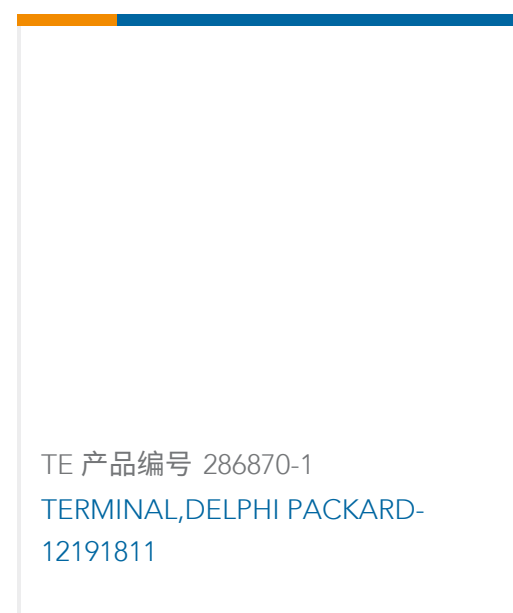 TE 产品编号 286870-1
TERMINAL,DELPHI PACKARD-
12191811